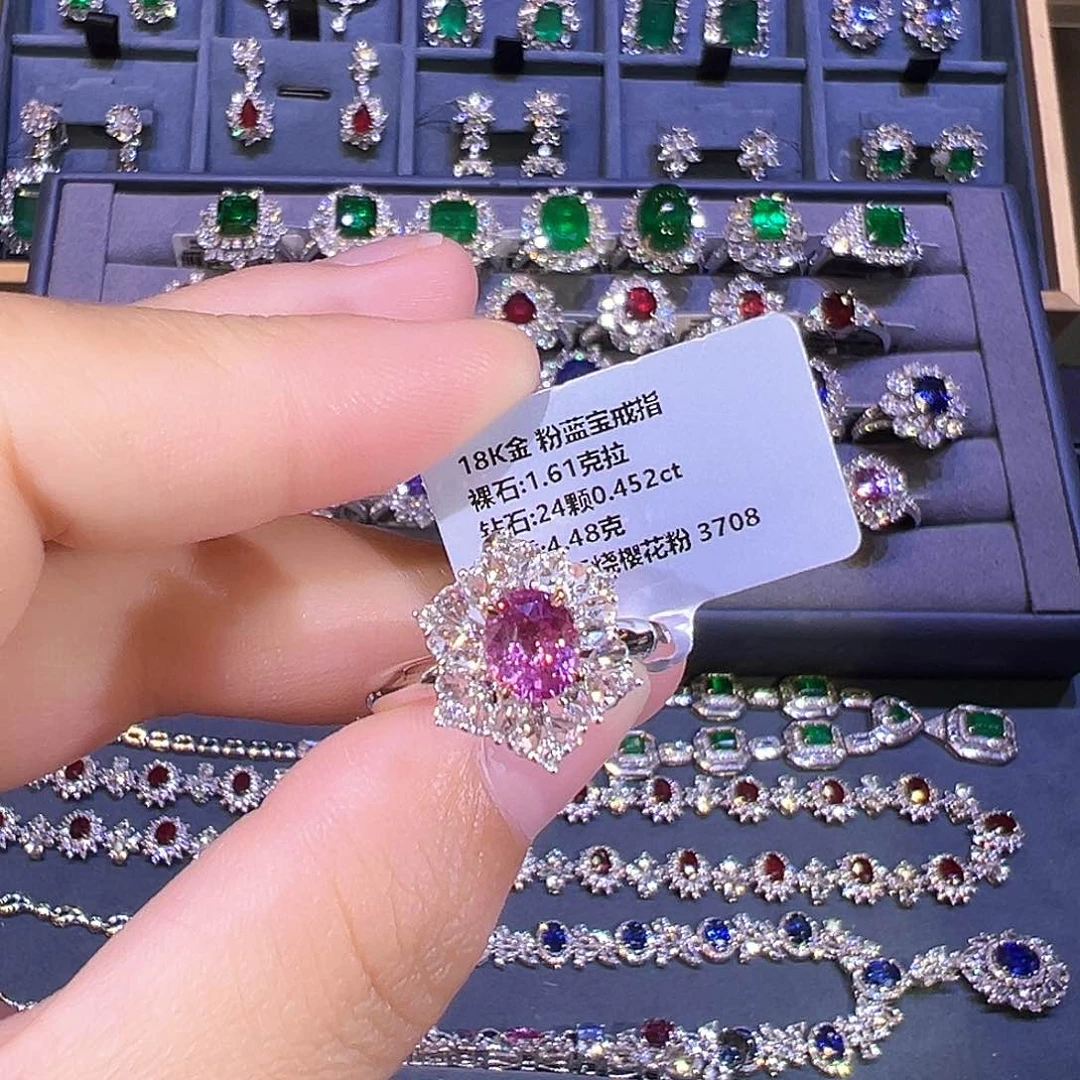 18K金 粉蓝宝戒指
裸石:1.61克拉
钻石:24颗0.452ct
:4.48克
烧樱花粉 3708